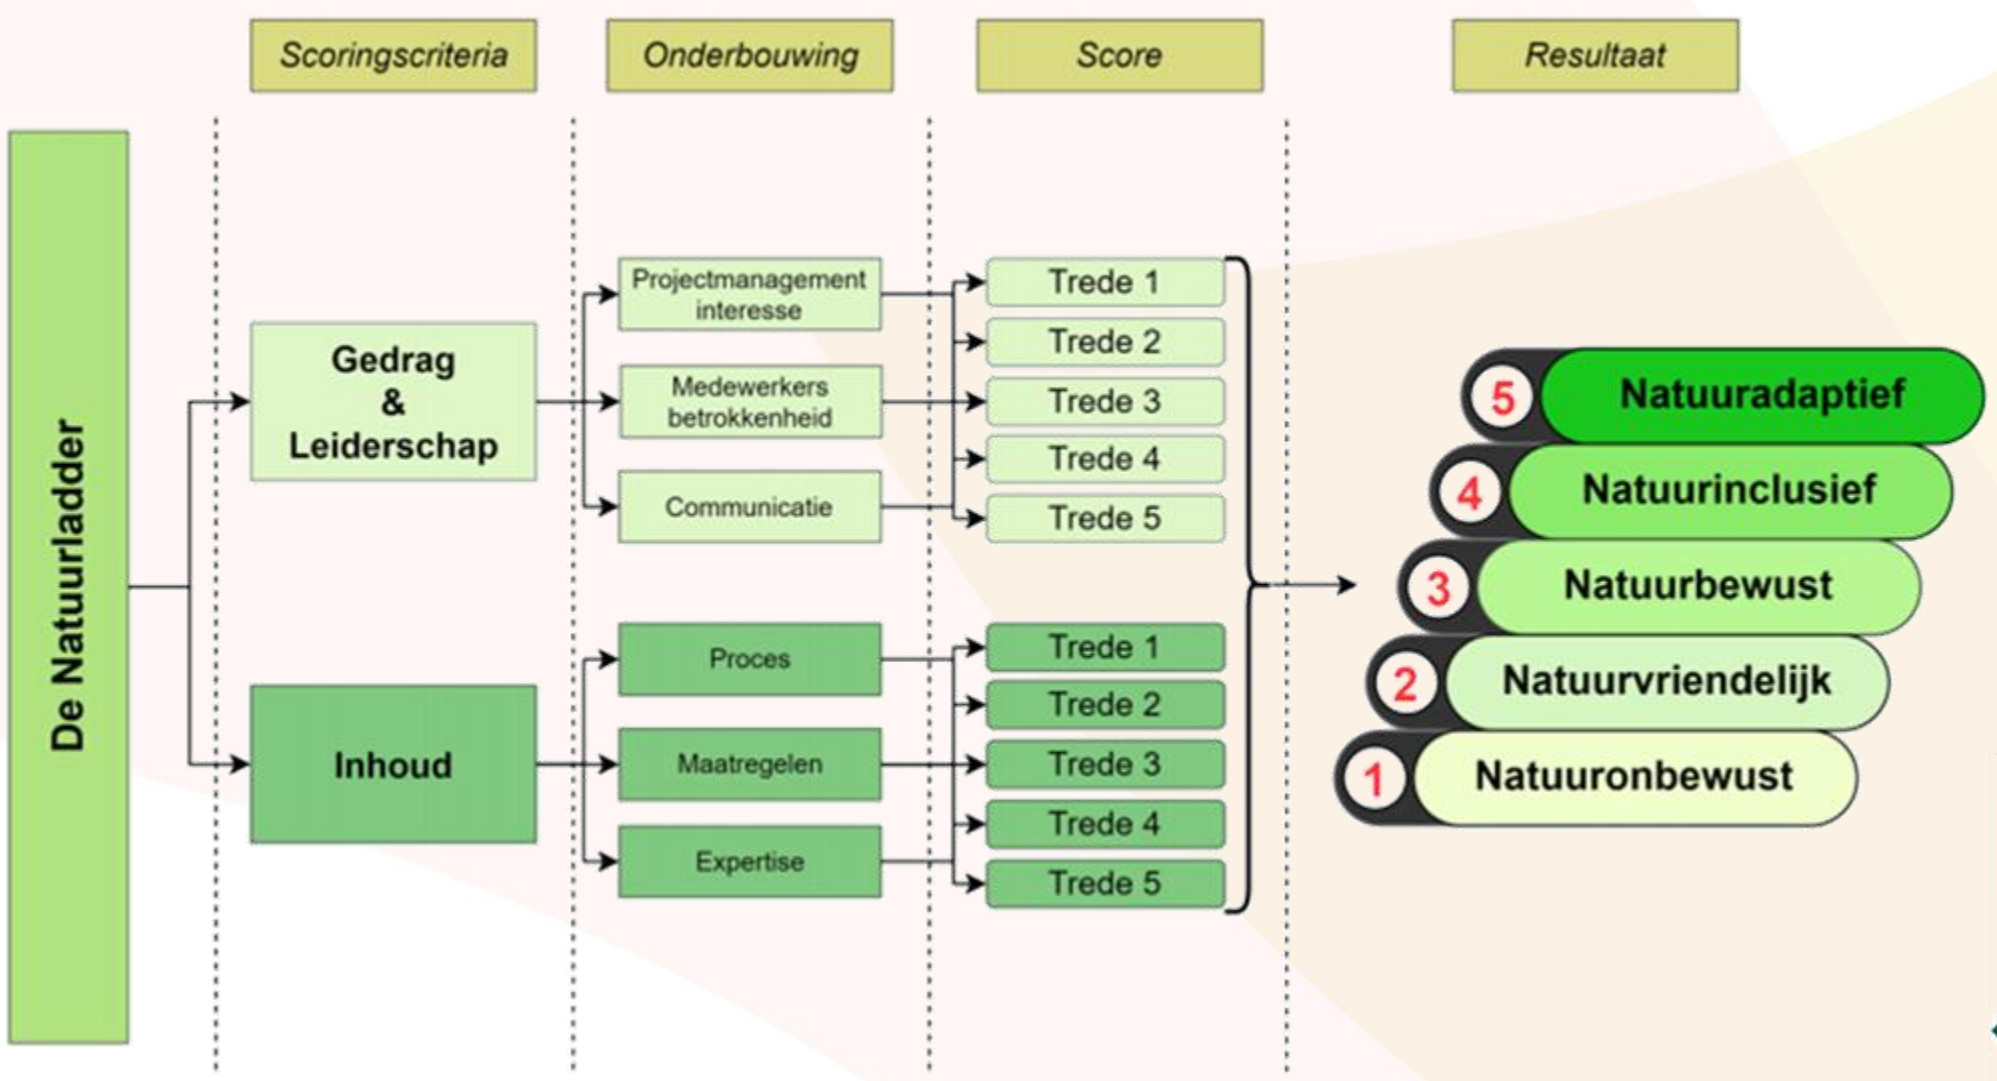 Scoringscriteria
Onderbouwing
Score
Resultaat
De Natuurladder
Gedrag
&
Leiderschap
Projectmanagement
interesse
Medewerkers
betrokkenheid
Communicatie
Trede 1
Trede 2
Trede 3
Trede 4
Trede 5
Inhoud
Proces
Maatregelen
Expertise
Trede 1
Trede 2
Trede 3
Trede 4
Trede 5
5 Natuuradaptief
4 Natuurinclusief
3 Natuurbewust
2 Natuurvriendelijk
1 Natuuronbewust